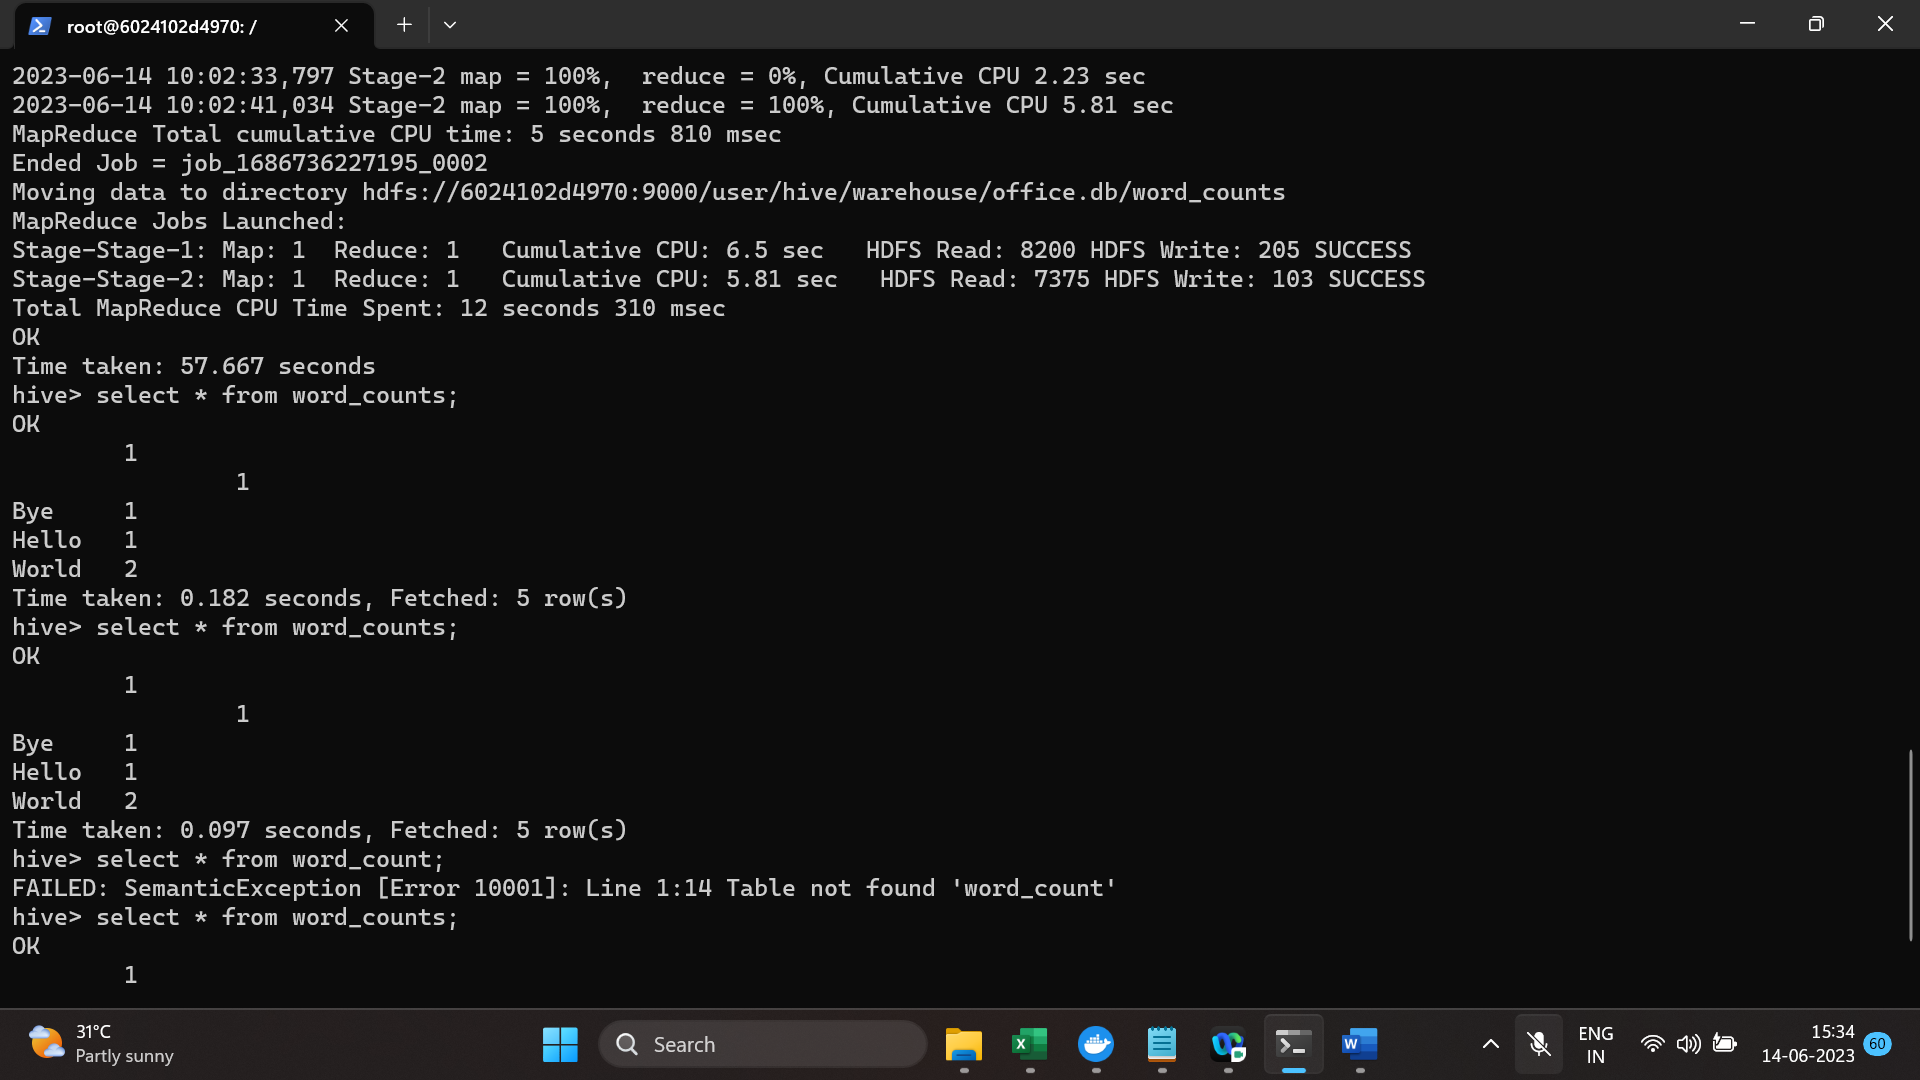 root@6024102d4970: /
2023-06-14 10:02:33,797 Stage-2 map = 100%,  reduce = 0%, Cumulative CPU 2.23 sec
2023-06-14 10:02:41,034 Stage-2 map = 100%,  reduce = 100%, Cumulative CPU 5.81 sec
MapReduce Total cumulative CPU time: 5 seconds 810 msec
Ended Job = job_1686736227195_0002
Moving data to directory hdfs://6024102d4970:9000/user/hive/warehouse/office.db/word_counts
MapReduce Jobs Launched:
Stage-Stage-1: Map: 1  Reduce: 1   Cumulative CPU: 6.5 sec   HDFS Read: 8200 HDFS Write: 205 SUCCESS
Stage-Stage-2: Map: 1  Reduce: 1   Cumulative CPU: 5.81 sec   HDFS Read: 7375 HDFS Write: 103 SUCCESS
Total MapReduce CPU Time Spent: 12 seconds 310 msec
OK
Time taken: 57.667 seconds
hive> select * from word_counts;
OK
        1
                1
Bye     1
Hello   1
World   2
Time taken: 0.182 seconds, Fetched: 5 row(s)
hive> select * from word_counts;
OK
        1
                1
Bye     1
Hello   1
World   2
Time taken: 0.097 seconds, Fetched: 5 row(s)
hive> select * from word_count;
FAILED: SemanticException [Error 10001]: Line 1:14 Table not found 'word_count'
hive> select * from word_counts;
OK
        1
31°C
Partly sunny
Search
ENG
IN
15:34
14-06-2023
60